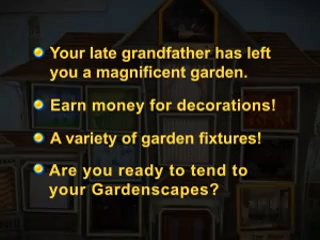 Your late grandfather has left
you a magnificent garden.
Earn money for decorations!
A variety of garden fixtures!
Are you ready to tend to
your Gardenscapes?